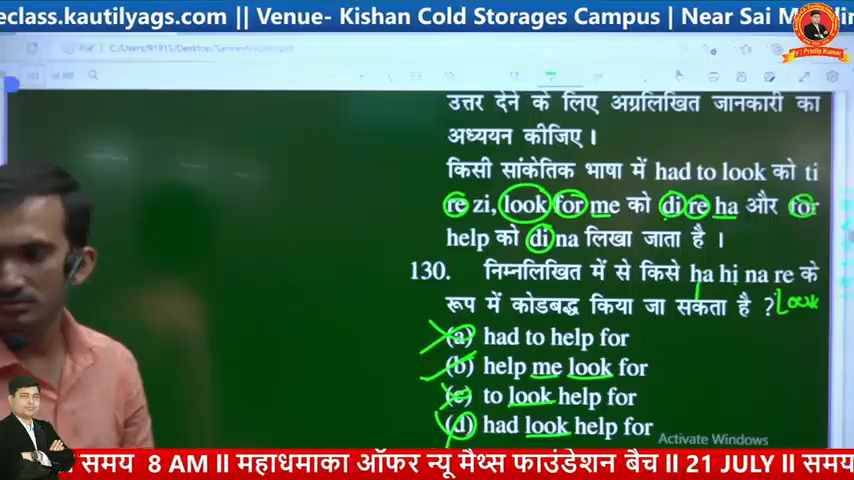 eclass.kautilyags.com || Venue- Kishan Cold Storages Campus | Near Sai M
By : Pradip Kumar
उत्तर देने के लिए अग्रलिखित जानकारी का
अध्ययन कीजिए ।
किसी सांकेतिक भाषा में had to look को ti
re zi, look for me को di re ha और for
help को di na लिखा जाता है ।
130. निम्नलिखित में से किसे ha hi na re के
रूप में कोडबद्ध किया जा सकता है ? Look
(a) had to help for
(b) help me look for
(c) to look help for
(d) had look help for
Activate Windows
समय 8 AM II महाधमाका ऑफर न्यू मैथ्स फाउंडेशन बैच II 21 JULY II समय